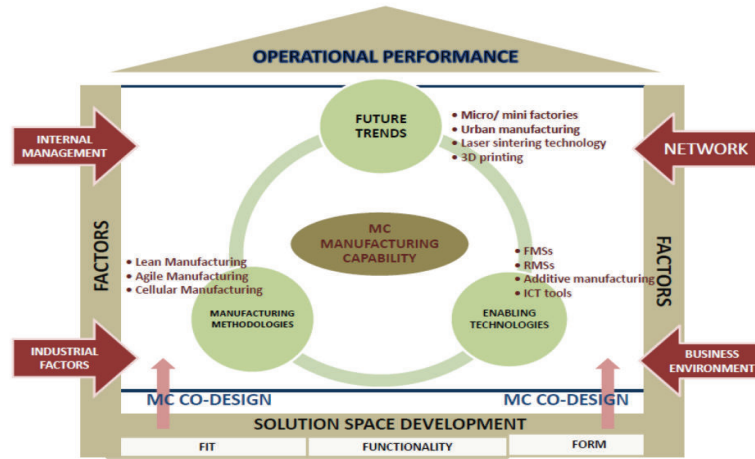 OPERATIONAL PERFORMANCE
FUTURE
TRENDS
• Micro/ mini factories
• Urban manufacturing
• Laser sintering technology
• 3D printing
INTERNAL
MANAGEMENT
NETWORK
MC
MANUFACTURING
CAPABILITY
FACTORS
FACTORS
• Lean Manufacturing
• Agile Manufacturing
• Cellular Manufacturing
• FMSs
• RMSs
• Additive manufacturing
• ICT tools
MANUFACTURING
METHODOLOGIES
ENABLING
TECHNOLOGIES
INDUSTRIAL
FACTORS
BUSINESS
ENVIRONMENT
MC CO-DESIGN
MC CO-DESIGN
SOLUTION SPACE DEVELOPMENT
FIT
FUNCTIONALITY
FORM